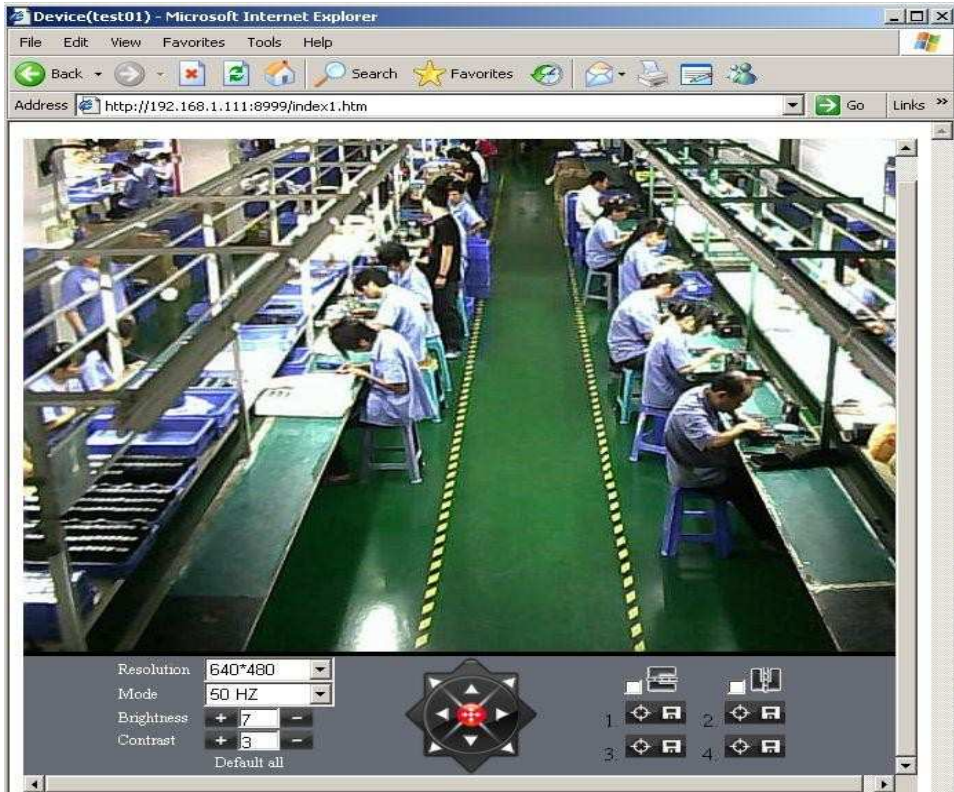 Device(test01) - Microsoft Internet Explorer
File Edit View Favorites Tools Help
Back Search Favorites
Address http://192.168.1.111:8999/index1.htm Go Links »
Resolution 640*480
Mode 50 HZ
Brightness + 7 -
Contrast + 3 -
Default all
1. 2.
3. 4.